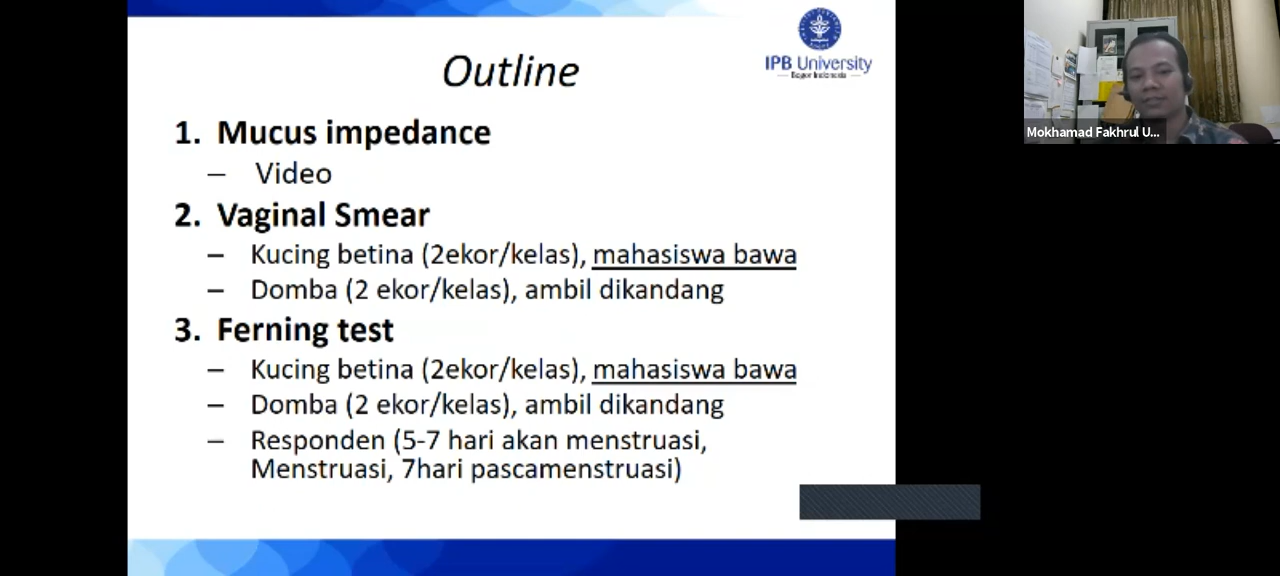 Outline
IPB University
Bogor Indonesia
1. Mucus impedance
– Video
2. Vaginal Smear
– Kucing betina (2ekor/kelas), mahasiswa bawa
– Domba (2 ekor/kelas), ambil dikandang
3. Ferning test
– Kucing betina (2ekor/kelas), mahasiswa bawa
– Domba (2 ekor/kelas), ambil dikandang
– Responden (5-7 hari akan menstruasi,
Menstruasi, 7hari pascamenstruasi)
Mokhamad Fakhrul U...